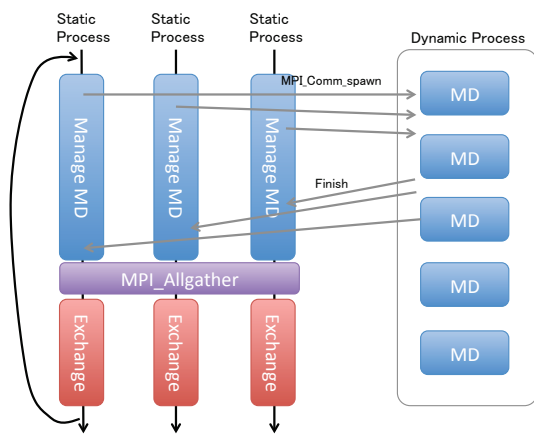 Static
Process
Static
Process
Static
Process
Dynamic Process
MPI_Comm_spawn
MD
Manage MD
Manage MD
Manage MD
MD
Finish
MD
MPI_Allgather
MD
Exchange
Exchange
Exchange
MD